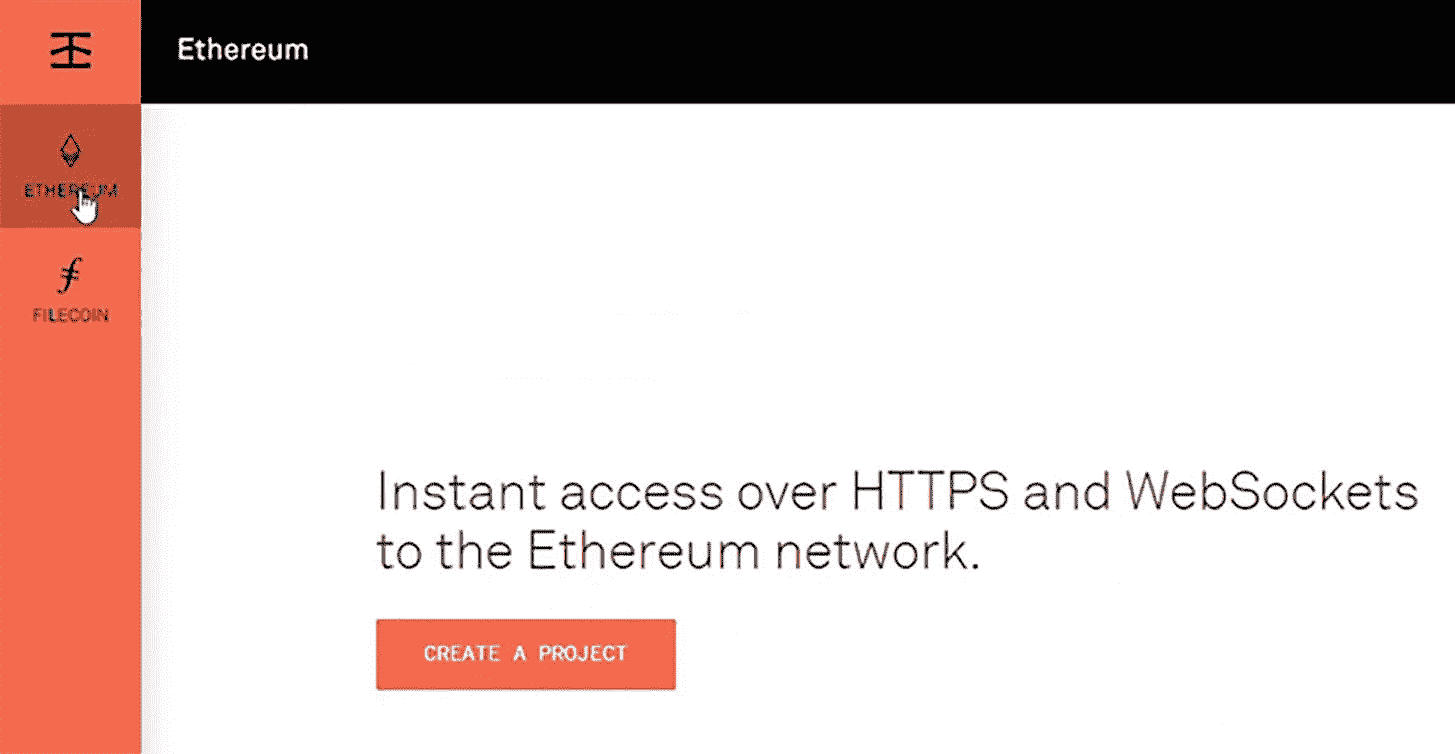 Ethereum
ETHEREUM
FILECOIN
Instant access over HTTPS and WebSockets
to the Ethereum network.
CREATE A PROJECT